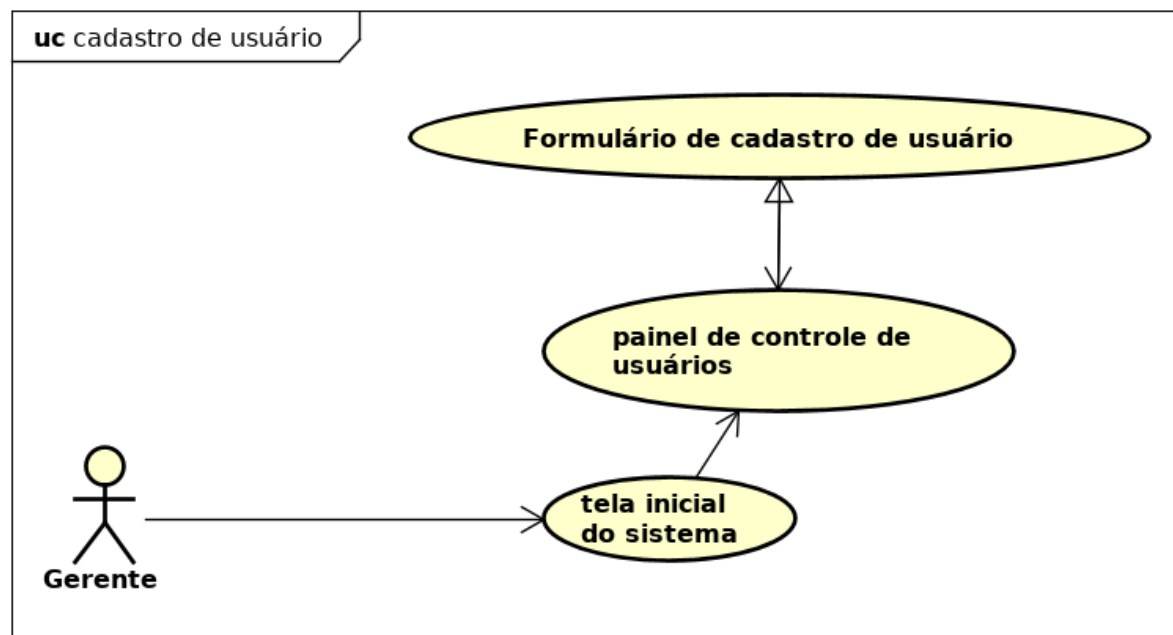 uc cadastro de usuário
Formulário de cadastro de usuário
painel de controle de
usuários
tela inicial
do sistema
Gerente